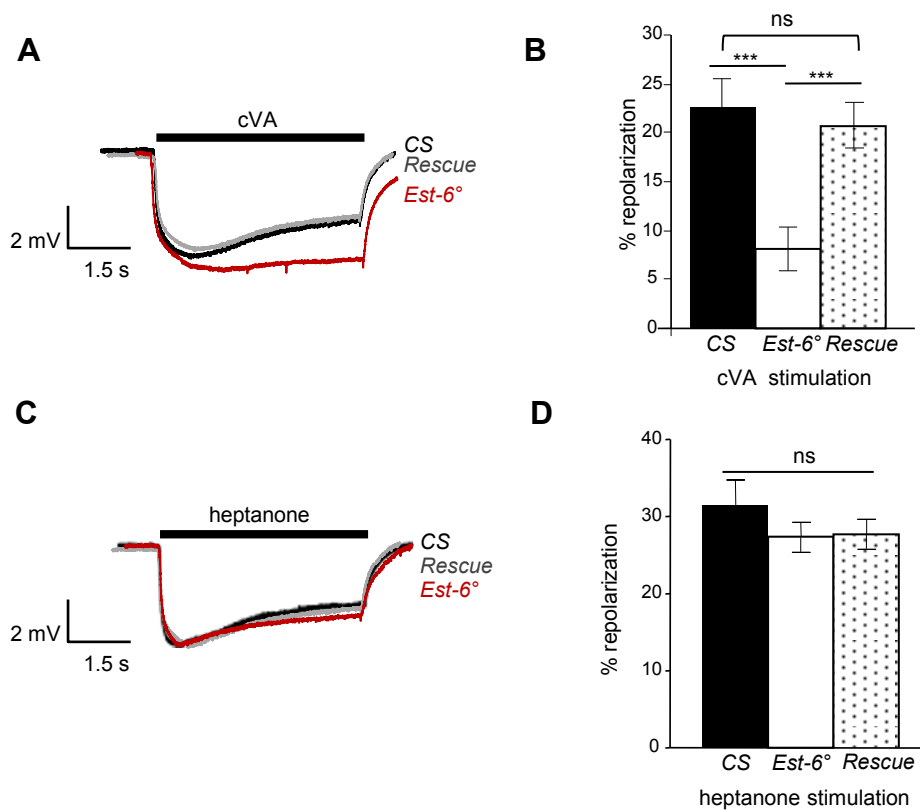 A
cVA
CS
Rescue
Est-6°
2 mV
1.5 s
B
ns
***
***
30
25
20
15
10
5
0
% repolarization
CS Est-6° Rescue
cVA stimulation
C
heptanone
CS
Rescue
Est-6°
2 mV
1.5 s
D
ns
40
30
20
10
0
% repolarization
CS Est-6° Rescue
heptanone stimulation